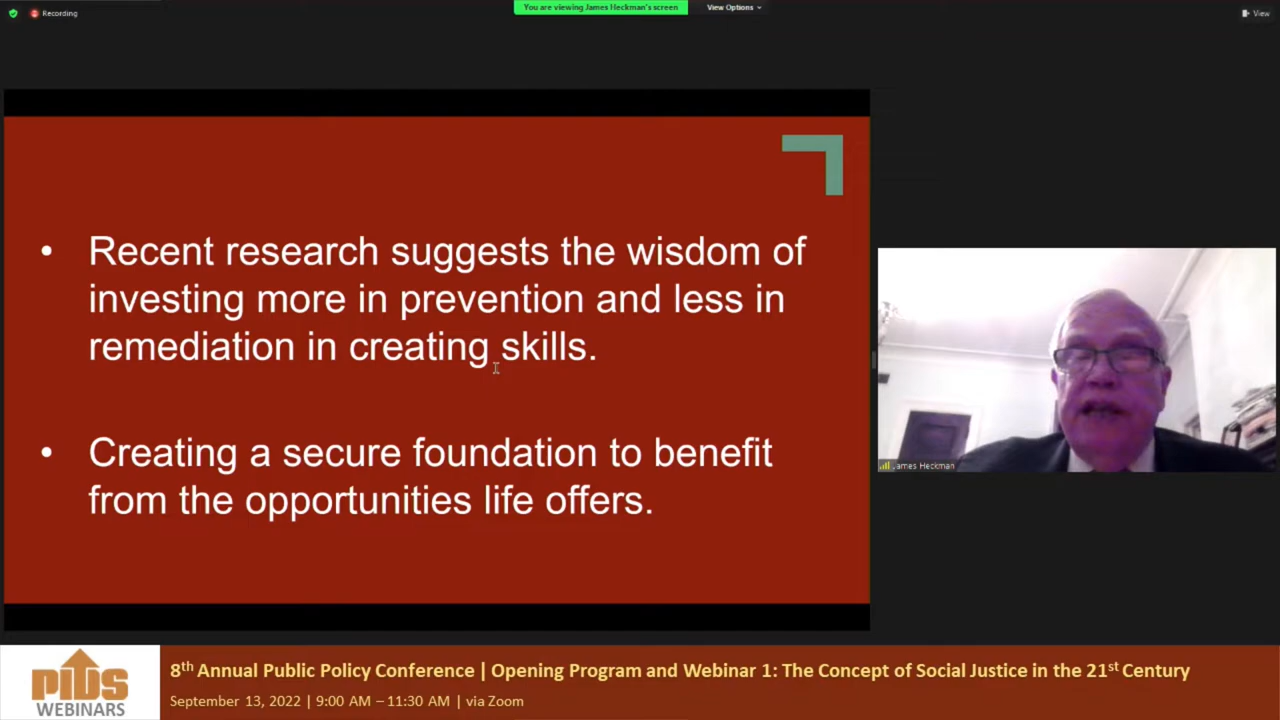 Recording
You are viewing James Heckman's screen
View Options
View
• Recent research suggests the wisdom of
investing more in prevention and less in
remediation in creating skills.
• Creating a secure foundation to benefit
from the opportunities life offers.
James Heckman
PIDS
WEBINARS
8th Annual Public Policy Conference | Opening Program and Webinar 1: The Concept of Social Justice in the 21st Century
September 13, 2022 | 9:00 AM – 11:30 AM | via Zoom